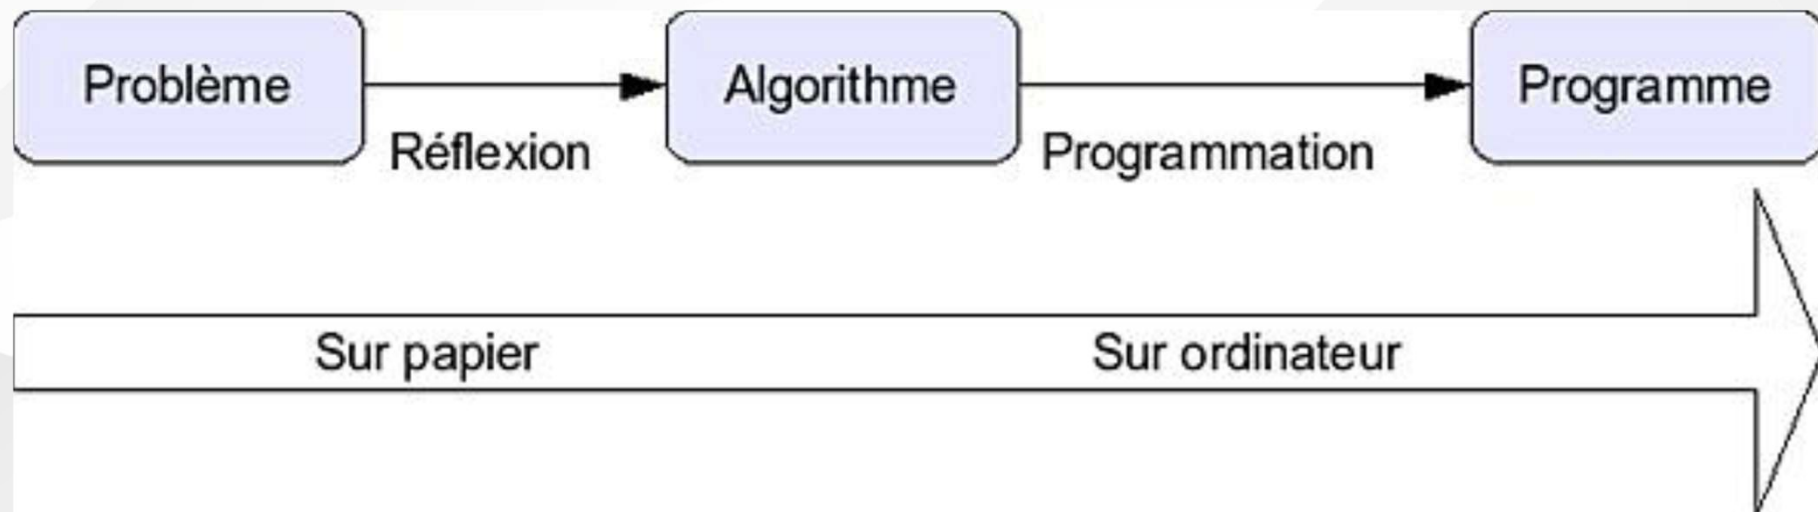 Problème
Algorithme
Programme
Réflexion
Programmation
Sur papier
Sur ordinateur